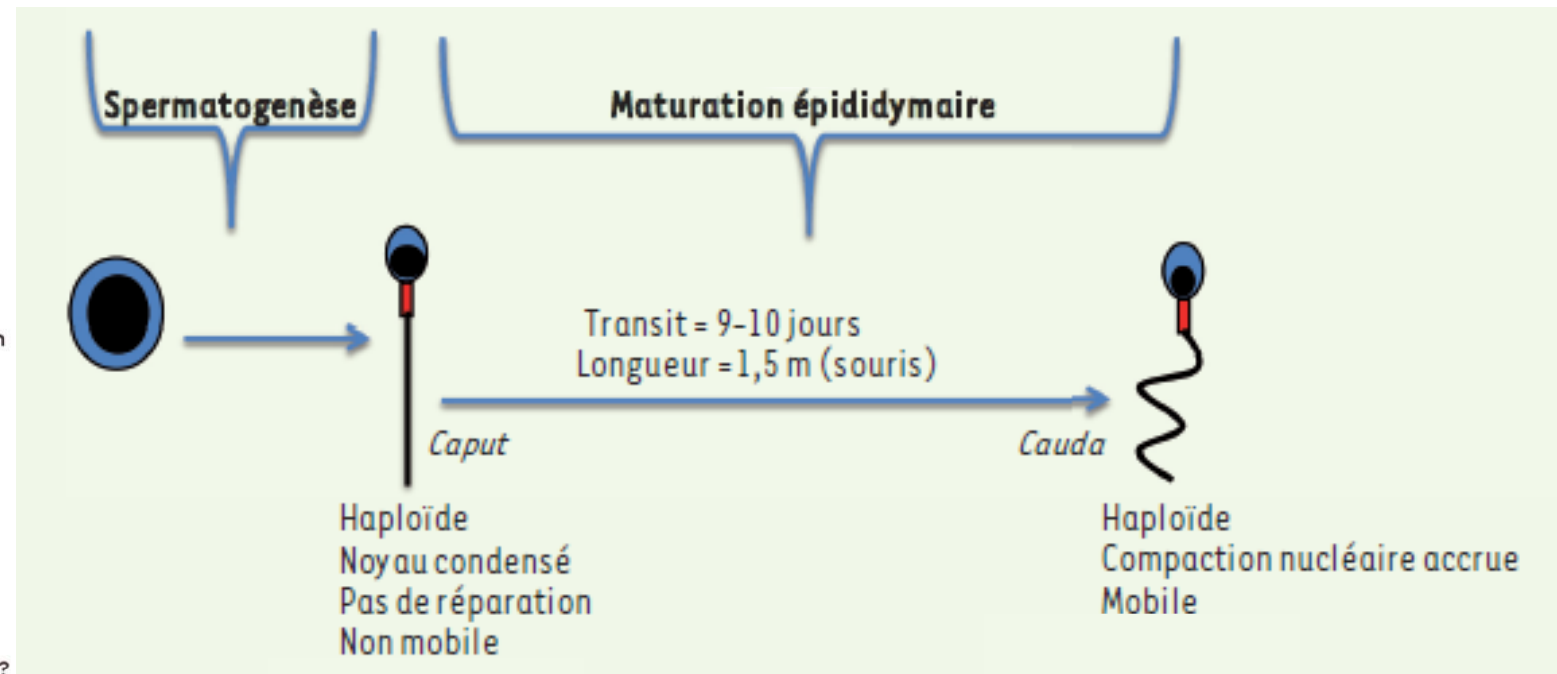 Spermatogenèse
Maturation épididymaire
n
Transit = 9-10 jours
Longueur =1,5 m (souris)
Caput
Cauda
Haploïde
Noyau condensé
Pas de réparation
Non mobile
Haploïde
Compaction nucléaire accrue
Mobile
?